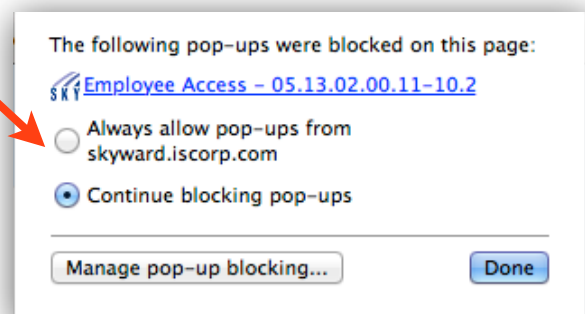 The following pop-ups were blocked on this page:
SKY Employee Access - 05.13.02.00.11-10.2
Always allow pop-ups from
skyward.iscorp.com
Continue blocking pop-ups
Manage pop-up blocking... Done